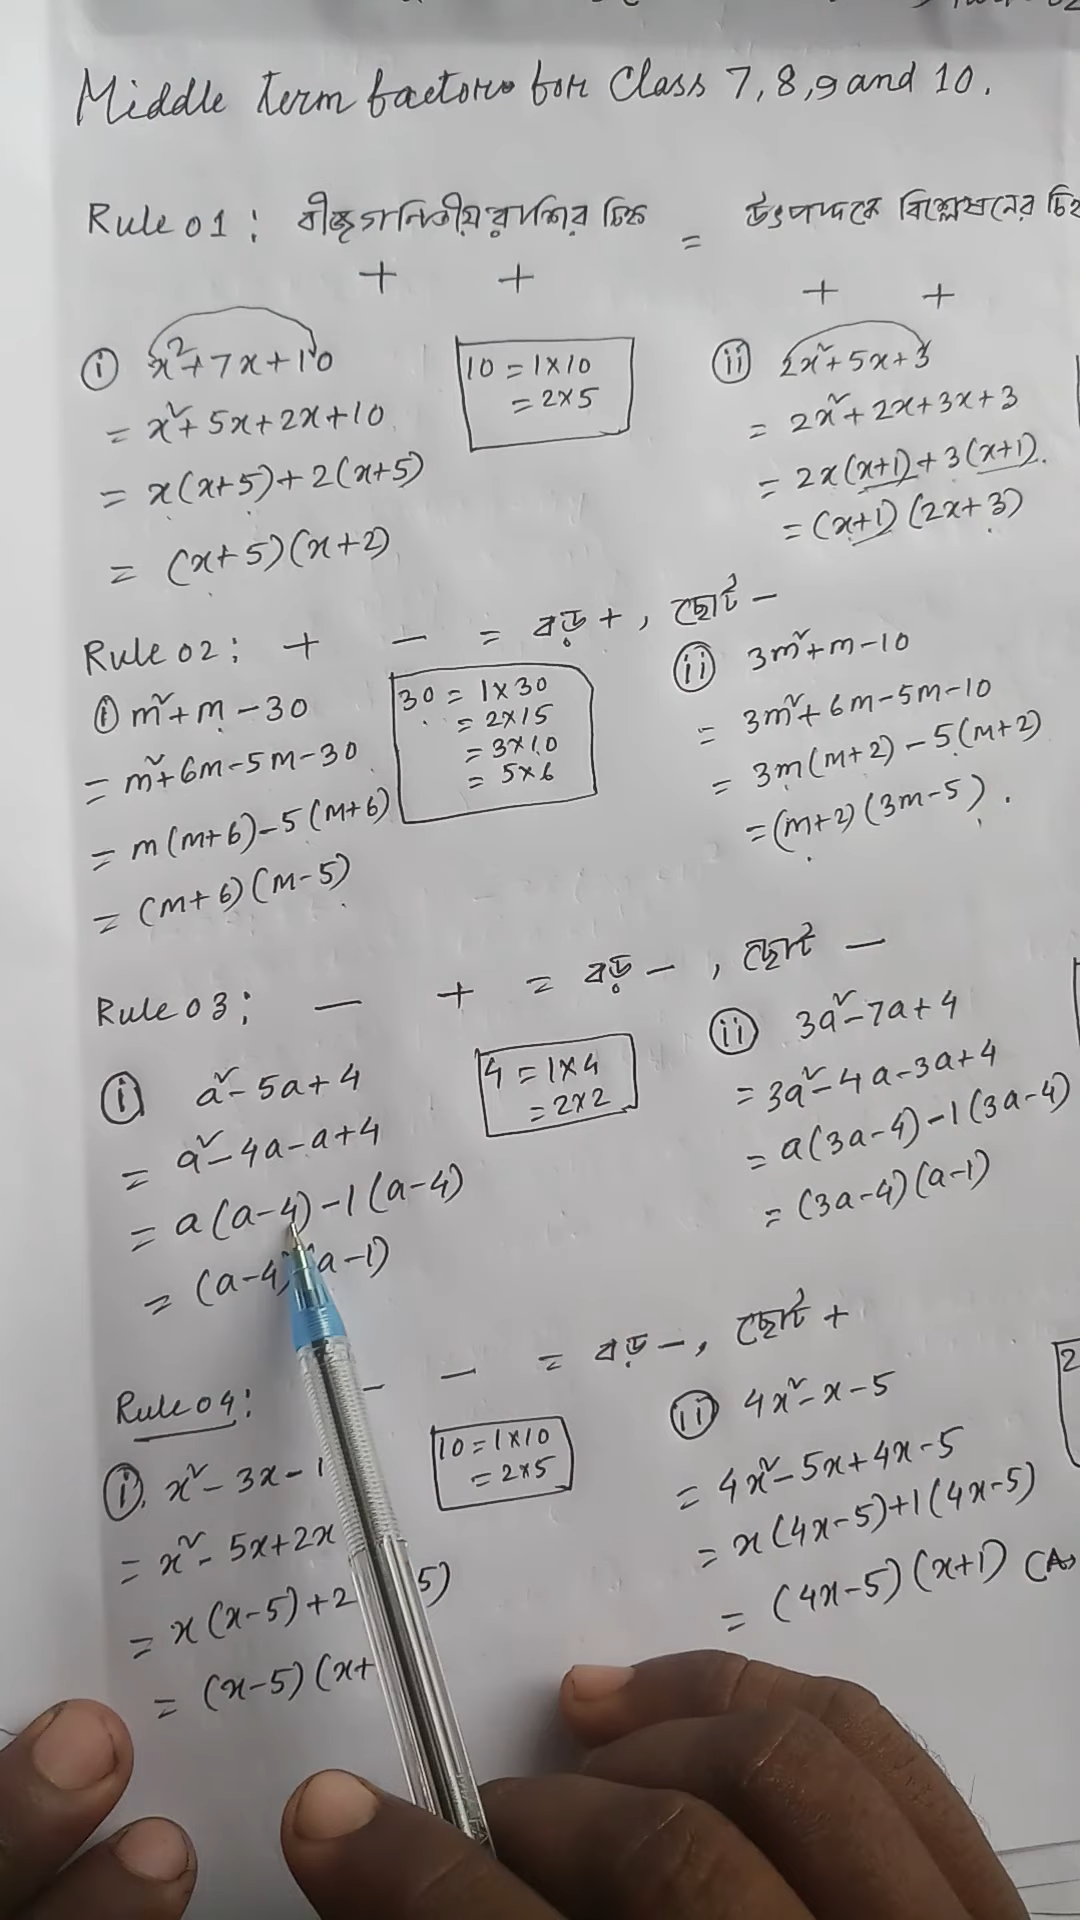 Middle term factors for Class 7, 8, 9 and 10.
Rule 01: বীজগানিতীয় রাশির চিহ্ন = উৎপাদকে বিশ্লেষনের
+ +
+ +
(i) x²+7x+10
= x²+5x+2x+10
= x(x+5)+2(x+5)
= (x+5)(x+2)
10 = 1×10
= 2×5
(ii) 2x²+5x+3
= 2x²+2x+3x+3
= 2x(x+1)+3(x+1).
= (x+1)(2x+3)
Rule 02: + — = বড় +, ছোট —
(i) m²+m-30
= m²+6m-5m-30
= m(m+6)-5(m+6)
= (m+6)(m-5)
30 = 1×30
= 2×15
= 3×10
= 5×6
(ii) 3m²+m-10
= 3m²+6m-5m-10
= 3m(m+2)-5(m+2)
= (m+2)(3m-5).
Rule 03: — + = বড় —, ছোট —
(i) a²-5a+4
= a²-4a-a+4
= a(a-4)-1(a-4)
= (a-4)(a-1)
4 = 1×4
= 2×2
(ii) 3a²-7a+4
= 3a²-4a-3a+4
= a(3a-4)-1(3a-4)
= (3a-4)(a-1)
Rule 04: — — = বড় —, ছোট +
(i). x²-3x-1
= x²-5x+2x
= x(x-5)+2 5)
= (x-5)(x+
10 = 1×10
= 2×5
(ii) 4x²-x-5
= 4x²-5x+4x-5
= x(4x-5)+1(4x-5)
= (4x-5)(x+1)
2